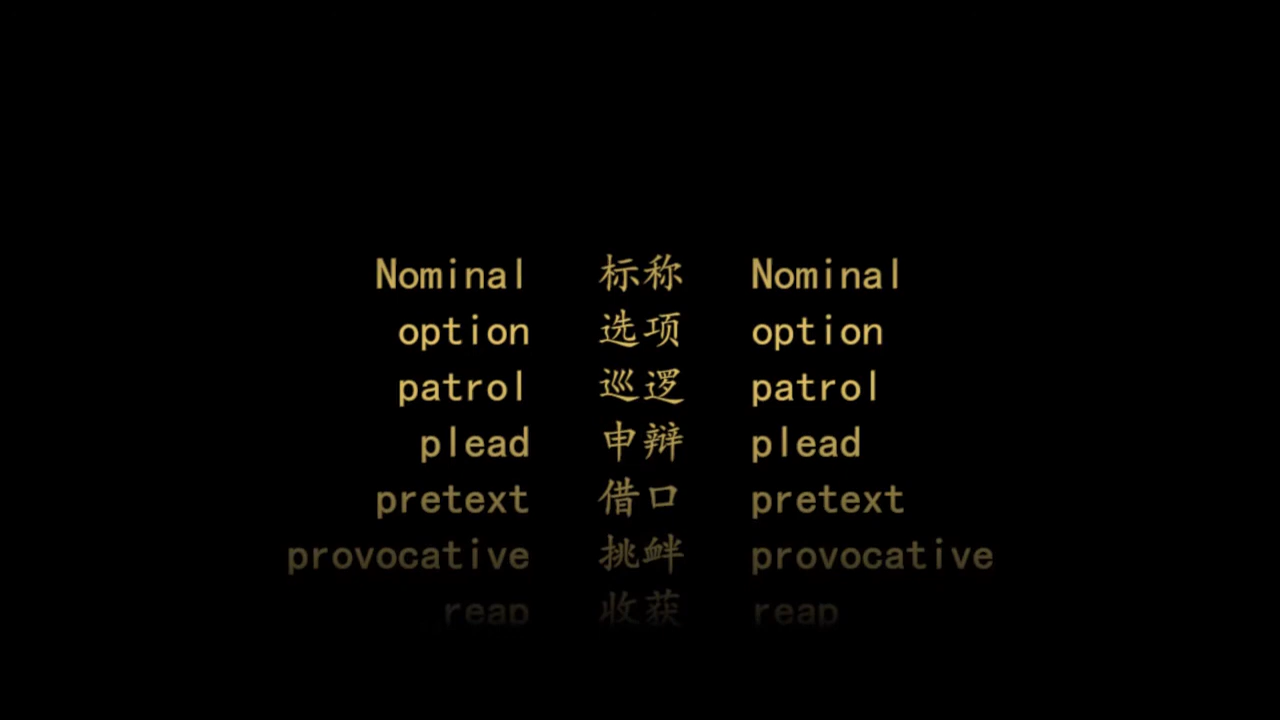 Nominal 标称 Nominal
option 选项 option
patrol 巡逻 patrol
plead 申辩 plead
pretext 借口 pretext
provocative 挑衅 provocative
reap 收获 reap